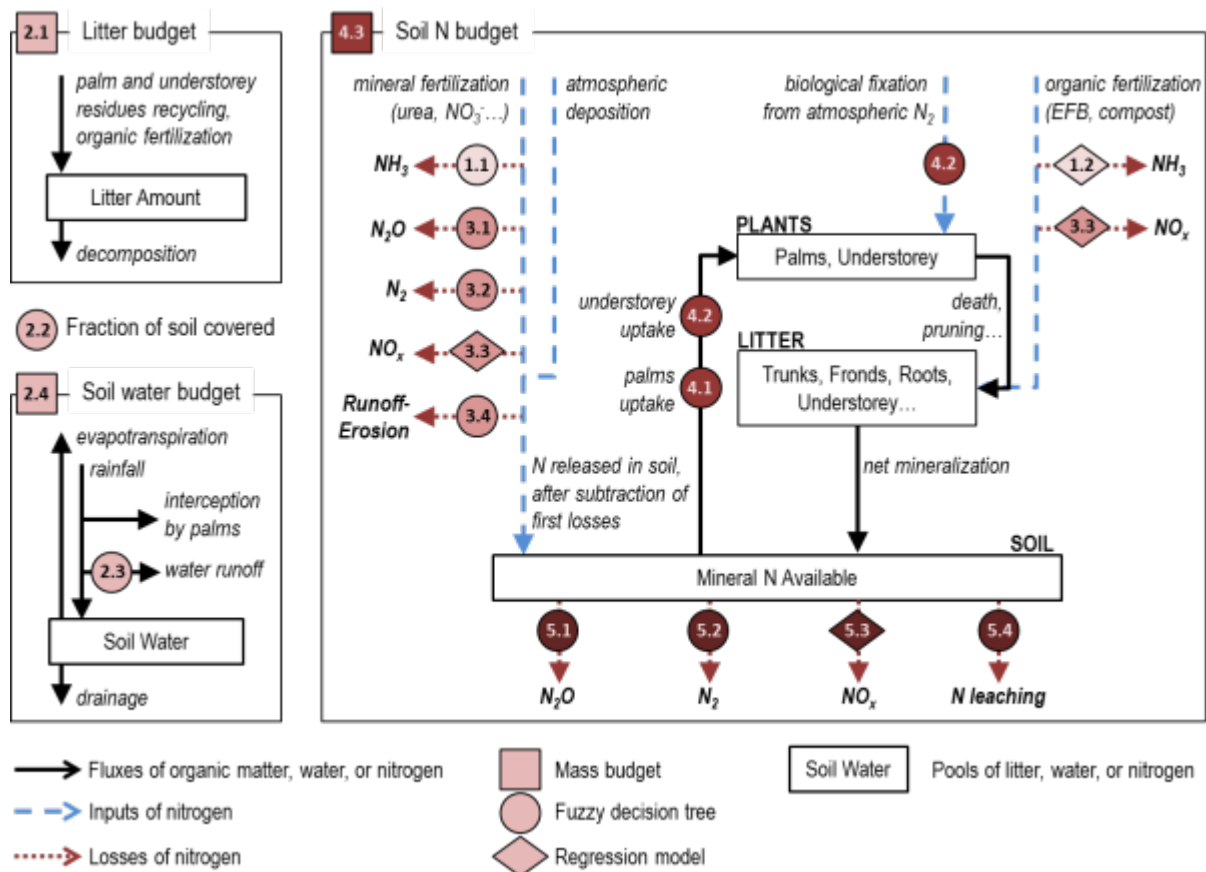 2.1 Litter budget
palm and understorey
residues recycling,
organic fertilization
Litter Amount
decomposition
2.2 Fraction of soil covered
2.4 Soil water budget
evapotranspiration
rainfall
interception
by palms
2.3 water runoff
Soil Water
drainage
4.3 Soil N budget
mineral fertilization
(urea, NO₃⁻…)
atmospheric
deposition
biological fixation
from atmospheric N₂
organic fertilization
(EFB, compost)
NH₃ 1.1
N₂O 3.1
N₂ 3.2
NOₓ 3.3
Runoff-
Erosion 3.4
4.2
1.2 NH₃
3.3 NOₓ
PLANTS
Palms, Understorey
understorey
uptake
4.2
palms
uptake
4.1
death,
pruning…
LITTER
Trunks, Fronds, Roots,
Understorey…
N released in soil,
after subtraction of
first losses
net mineralization
SOIL
Mineral N Available
5.1 5.2 5.3 5.4
N₂O N₂ NOₓ N leaching
Fluxes of organic matter, water, or nitrogen
Inputs of nitrogen
Losses of nitrogen
Mass budget
Fuzzy decision tree
Regression model
Soil Water Pools of litter, water, or nitrogen